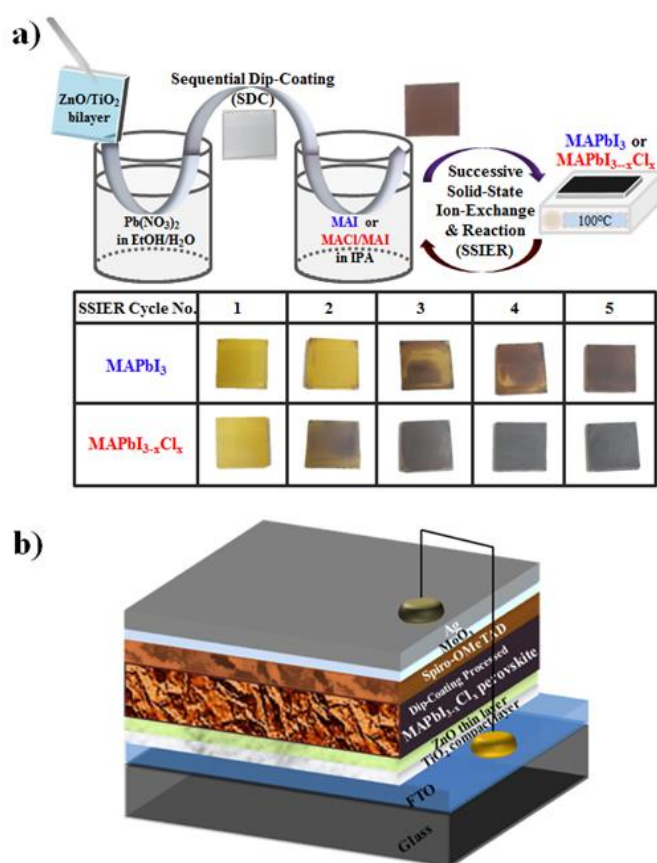 a)
ZnO/TiO2
bilayer
Sequential Dip-Coating
(SDC)
Pb(NO3)2
in EtOH/H2O
MAI or
MACl/MAI
in IPA
Successive
Solid-State
Ion-Exchange
& Reaction
(SSIER)
MAPbI3 or
MAPbI3-xClx
100°C
SSIER Cycle No. 1 2 3 4 5
MAPbI3
MAPbI3-xClx
b)
Ag
MoO3
Spiro-OMeTAD
Dip-Coating Processed
MAPbI3-xClx perovskite
ZnO thin layer
TiO2 compact layer
FTO
Glass